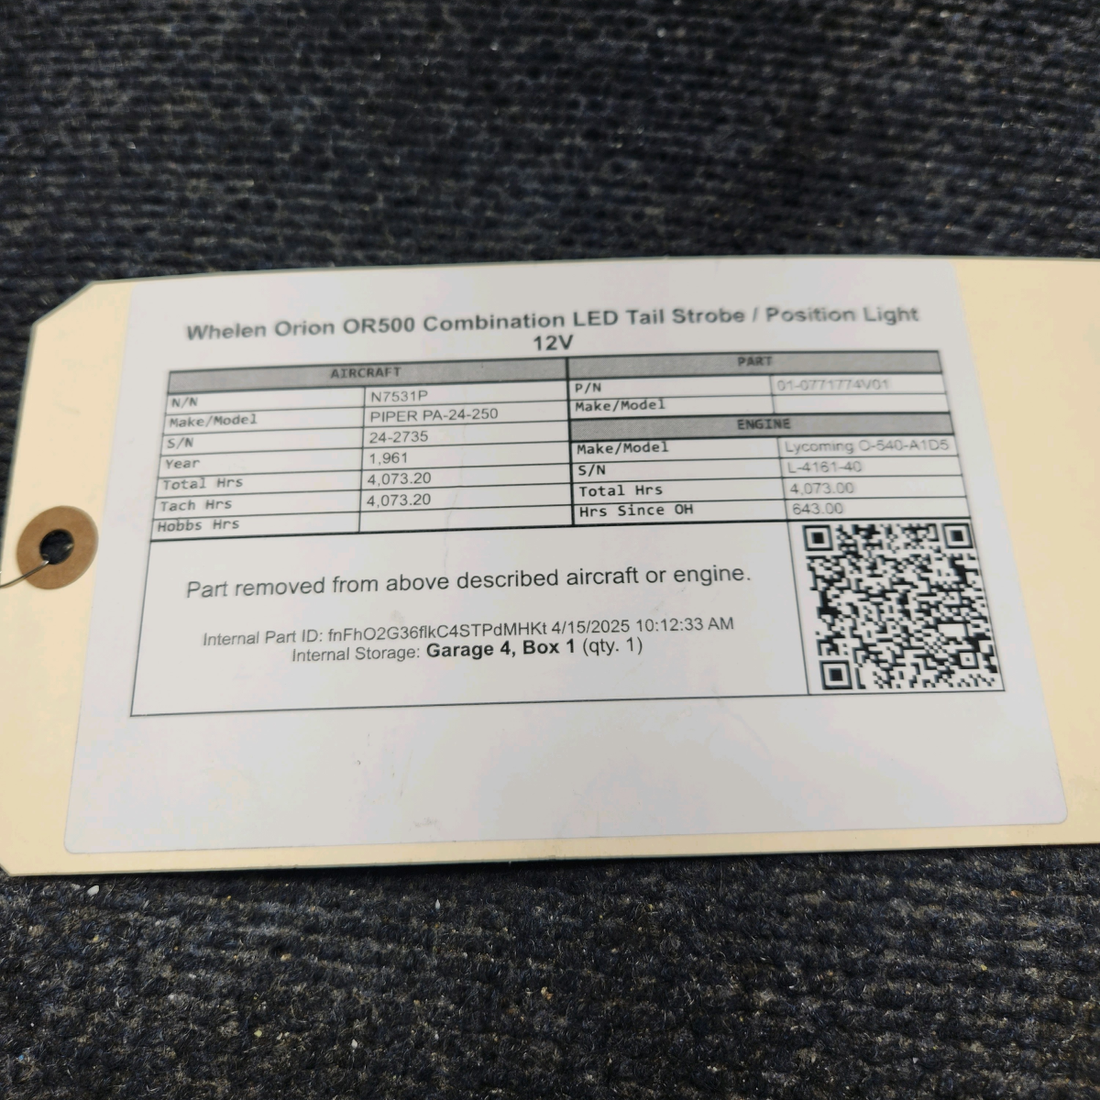 Whelen Orion OR500 Combination LED Tail Strobe / Position Light
12V
AIRCRAFT
N/N N7531P
Make/Model PIPER PA-24-250
S/N 24-2735
Year 1,961
Total Hrs 4,073.20
Tach Hrs 4,073.20
Hobbs Hrs
PART
P/N 01-0771774V01
Make/Model
ENGINE
Make/Model Lycoming O-540-A1D5
S/N L-4161-40
Total Hrs 4,073.00
Hrs Since OH 643.00
Part removed from above described aircraft or engine.
Internal Part ID: fnFhO2G36flkC4STPdMHKt 4/15/2025 10:12:33 AM
Internal Storage: Garage 4, Box 1 (qty. 1)